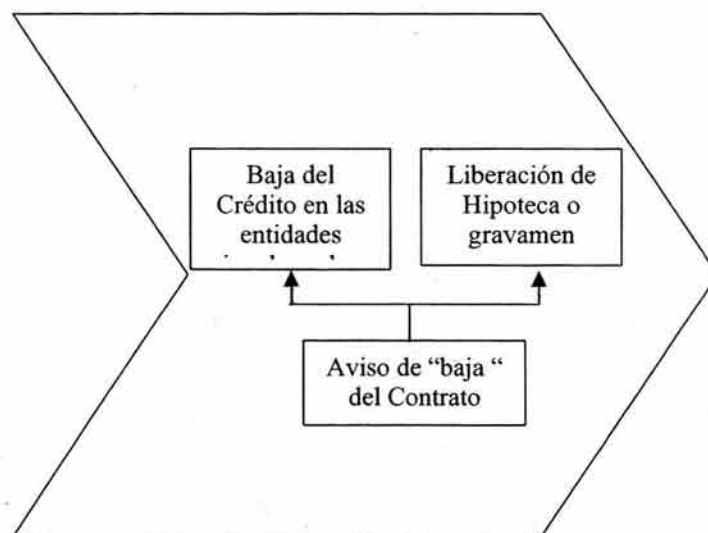 Baja del
Crédito en las
entidades
Liberación de
Hipoteca o
gravamen
Aviso de “baja “
del Contrato